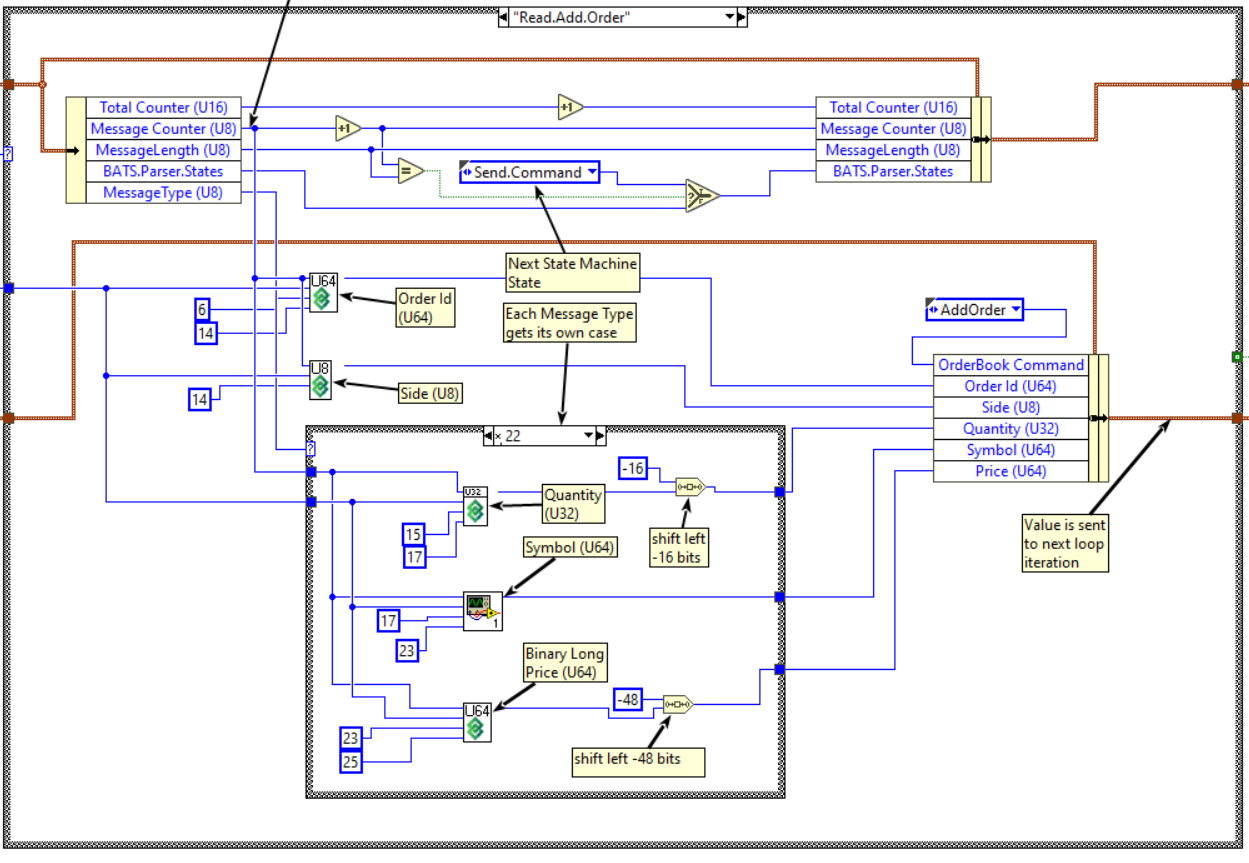 "Read.Add.Order"
Total Counter (U16)
Message Counter (U8)
MessageLength (U8)
BATS.Parser.States
MessageType (U8)
+1
+1
=
Send.Command
?
T
F
Total Counter (U16)
Message Counter (U8)
MessageLength (U8)
BATS.Parser.States
?
Next State Machine
State
U64
6
14
Order Id
(U64)
Each Message Type
gets its own case
U8
14
Side (U8)
AddOrder
OrderBook Command
Order Id (U64)
Side (U8)
Quantity (U32)
Symbol (U64)
Price (U64)
22
?
-16
U32
15
17
Quantity
(U32)
shift left
-16 bits
Value is sent
to next loop
iteration
Symbol (U64)
17
23
1
Binary Long
Price (U64)
-48
U64
23
25
shift left -48 bits